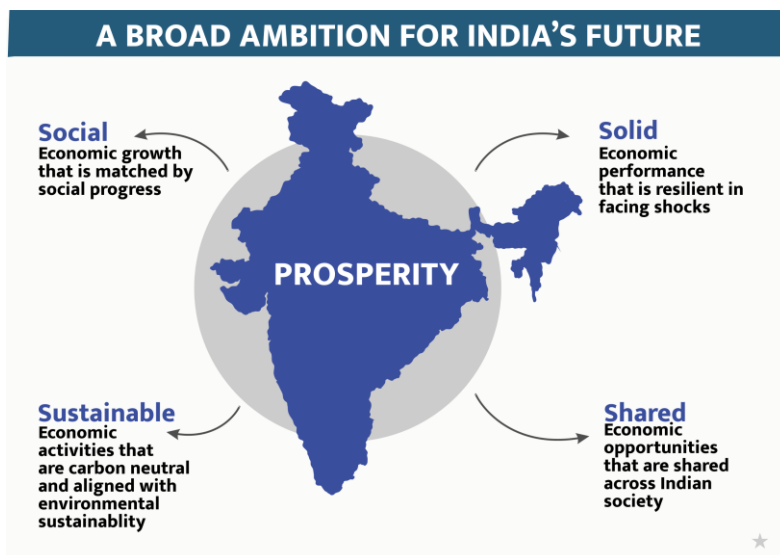 A BROAD AMBITION FOR INDIA'S FUTURE
Social
Economic growth
that is matched by
social progress
Solid
Economic
performance
that is resilient in
facing shocks
PROSPERITY
Sustainable
Economic
activities that
are carbon neutral
and aligned with
environmental
sustainablity
Shared
Economic
opportunities
that are shared
across Indian
society